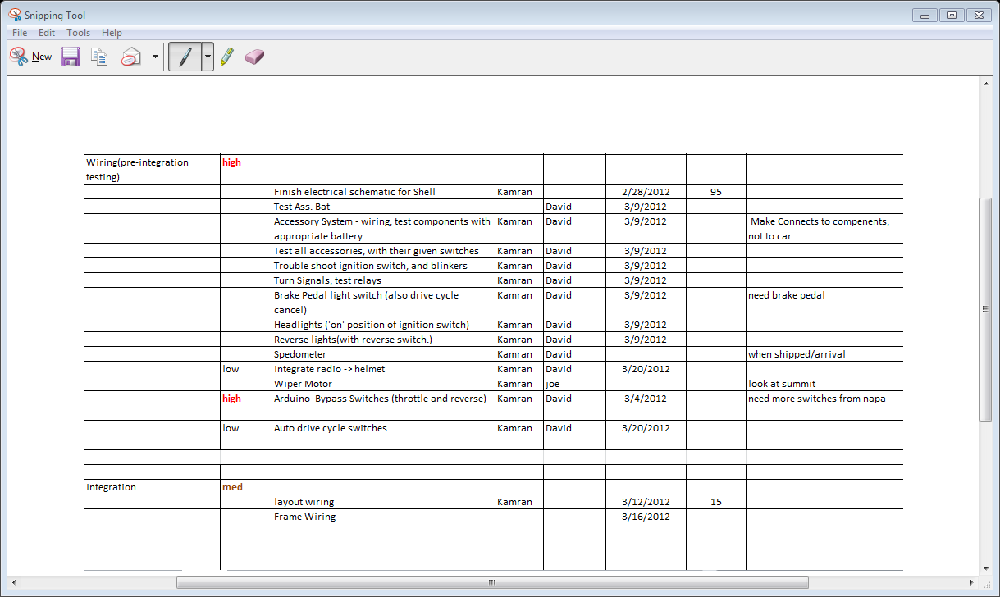 Snipping Tool
File Edit Tools Help
New
Wiring(pre-integration high
testing)
Finish electrical schematic for Shell Kamran 2/28/2012 95
Test Ass. Bat David 3/9/2012
Accessory System - wiring, test components with Kamran David 3/9/2012 Make Connects to compenents,
appropriate battery not to car
Test all accessories, with their given switches Kamran David 3/9/2012
Trouble shoot ignition switch, and blinkers Kamran David 3/9/2012
Turn Signals, test relays Kamran David 3/9/2012
Brake Pedal light switch (also drive cycle Kamran David 3/9/2012 need brake pedal
cancel)
Headlights ('on' position of ignition switch) Kamran David 3/9/2012
Reverse lights(with reverse switch.) Kamran David 3/9/2012
Spedometer Kamran David when shipped/arrival
low Integrate radio -> helmet Kamran David 3/20/2012
Wiper Motor Kamran joe look at summit
high Arduino Bypass Switches (throttle and reverse) Kamran David 3/4/2012 need more switches from napa
low Auto drive cycle switches Kamran David 3/20/2012
Integration med
layout wiring Kamran 3/12/2012 15
Frame Wiring 3/16/2012